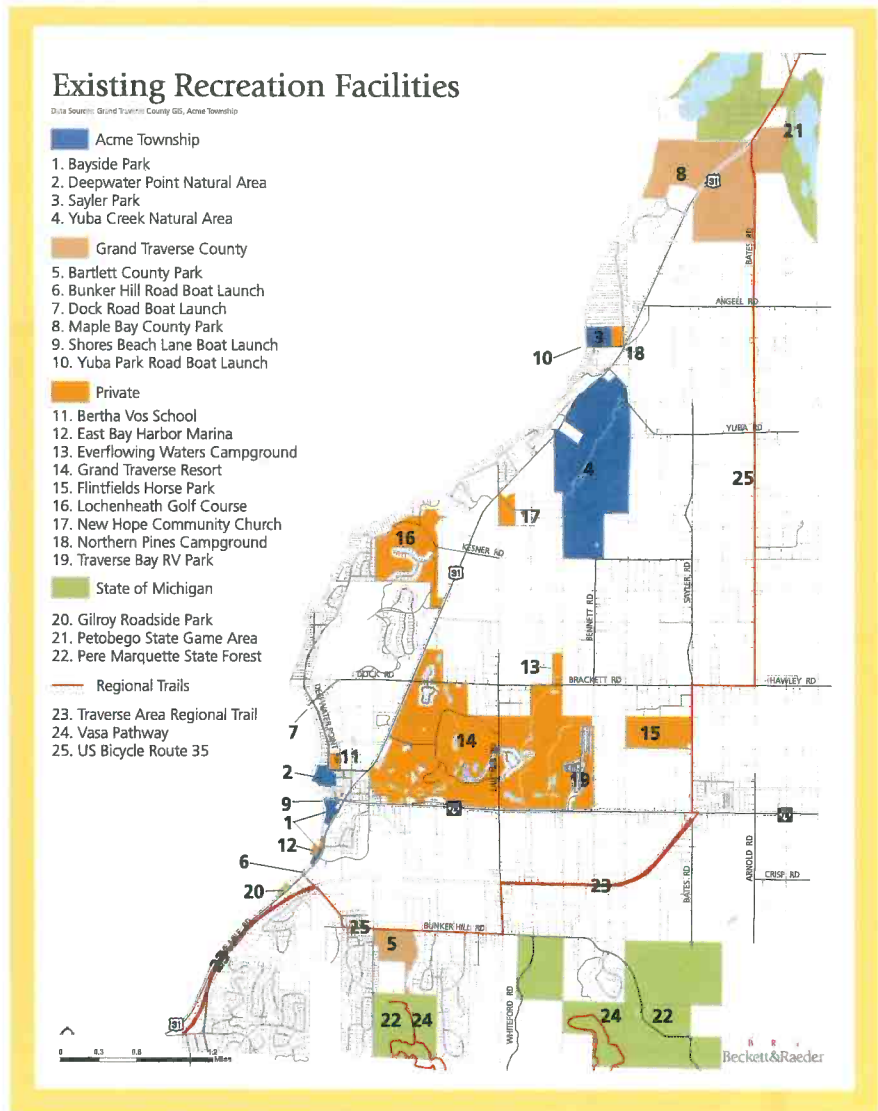 Existing Recreation Facilities
Data Source: Grand Traverse County GIS, Acme Township
Acme Township
1. Bayside Park
2. Deepwater Point Natural Area
3. Sayler Park
4. Yuba Creek Natural Area
Grand Traverse County
5. Bartlett County Park
6. Bunker Hill Road Boat Launch
7. Dock Road Boat Launch
8. Maple Bay County Park
9. Shores Beach Lane Boat Launch
10. Yuba Park Road Boat Launch
Private
11. Bertha Vos School
12. East Bay Harbor Marina
13. Everflowing Waters Campground
14. Grand Traverse Resort
15. Flintfields Horse Park
16. Lochenheath Golf Course
17. New Hope Community Church
18. Northern Pines Campground
19. Traverse Bay RV Park
State of Michigan
20. Gilroy Roadside Park
21. Petobego State Game Area
22. Pere Marquette State Forest
Regional Trails
23. Traverse Area Regional Trail
24. Vasa Pathway
25. US Bicycle Route 35
21
8
31
BATES RD
ANGELL RD
3
10
18
YUBA RD
4
25
17
16
KESNER RD
31
SAYLER RD
BENNETT RD
13
DOCK RD
BRACKETT RD
HAWLEY RD
DEEPWATER POINT
7
14
15
11
2
19
9
1
12
6
20
23
BATES RD
ARNOLD RD
CRISP RD
25
BUNKER HILL RD
5
WHITEFORD RD
22 24
24 22
31
0 0.3 0.6 1.2
Miles
B R
Beckett&Raeder